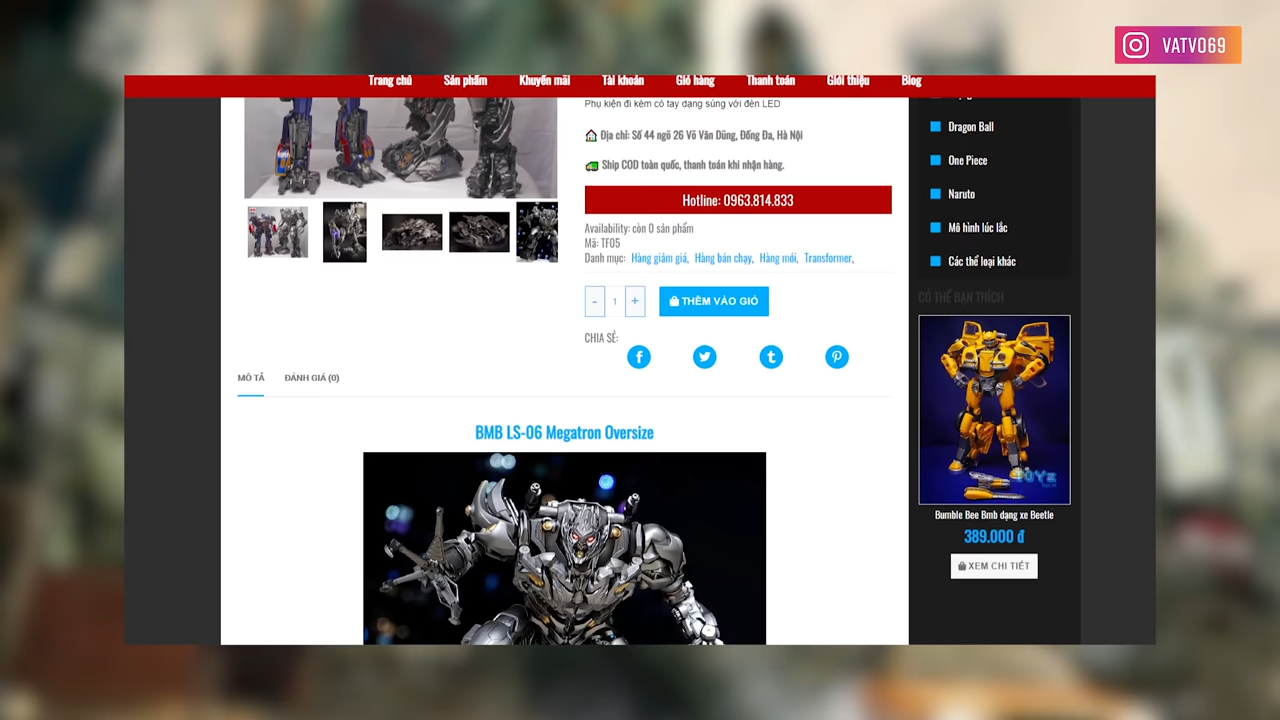 VATVO69
Trang chủ Sản phẩm Khuyến mãi Tài khoản Giỏ hàng Thanh toán Giới thiệu Blog
Phụ kiện đi kèm có tay dạng súng với đèn LED
Địa chỉ: Số 44 ngõ 26 Võ Văn Dũng, Đống Đa, Hà Nội
Ship COD toàn quốc, thanh toán khi nhận hàng.
Hotline: 0963.814.833
Availability: còn 0 sản phẩm
Mã: TF05
Danh mục: Hàng giảm giá, Hàng bán chạy, Hàng mới, Transformer,
- 1 + THÊM VÀO GIỎ
CHIA SẺ:
MÔ TẢ ĐÁNH GIÁ (0)
BMB LS-06 Megatron Oversize
Dragon Ball
One Piece
Naruto
Mô hình lúc lắc
Các thể loại khác
CÓ THỂ BẠN THÍCH
TOYz
Bumble Bee Bmb dạng xe Beetle
389.000 đ
XEM CHI TIẾT